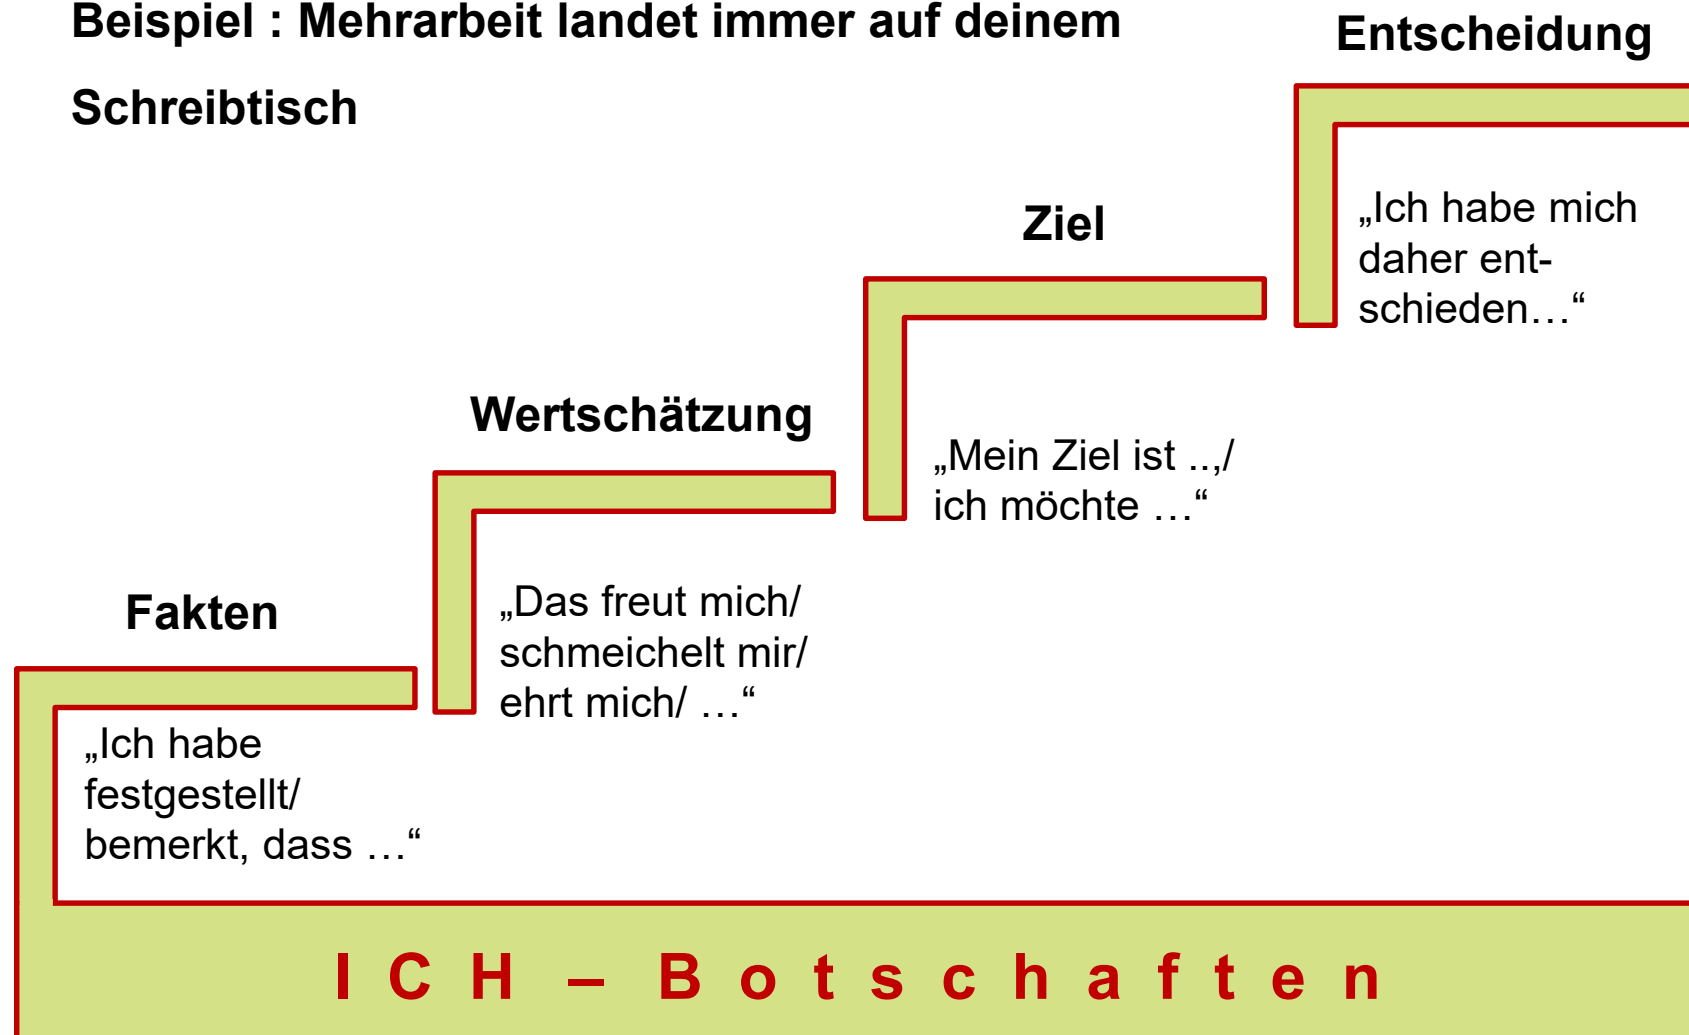 Beispiel : Mehrarbeit landet immer auf deinem
Schreibtisch
Fakten
„Ich habe
festgestellt/
bemerkt, dass …“
Wertschätzung
„Das freut mich/
schmeichelt mir/
ehrt mich/ …“
Ziel
„Mein Ziel ist ..,/
ich möchte …“
Entscheidung
„Ich habe mich
daher ent-
schieden…“
I C H – B o t s c h a f t e n